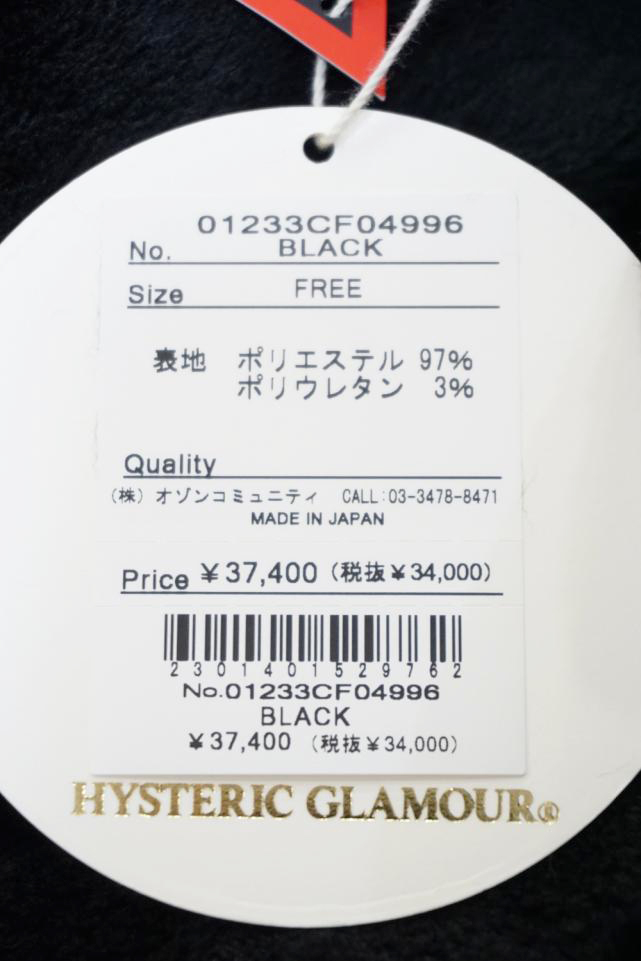 01233CF04996
No. BLACK
Size FREE
表地 ポリエステル 97%
ポリウレタン 3%
Quality
(株) オゾンコミュニティ CALL:03-3478-8471
MADE IN JAPAN
Price ¥37,400 (税抜¥34,000)
2301401529762
No.01233CF04996
BLACK
¥37,400 (税抜¥34,000)
HYSTERIC GLAMOUR®